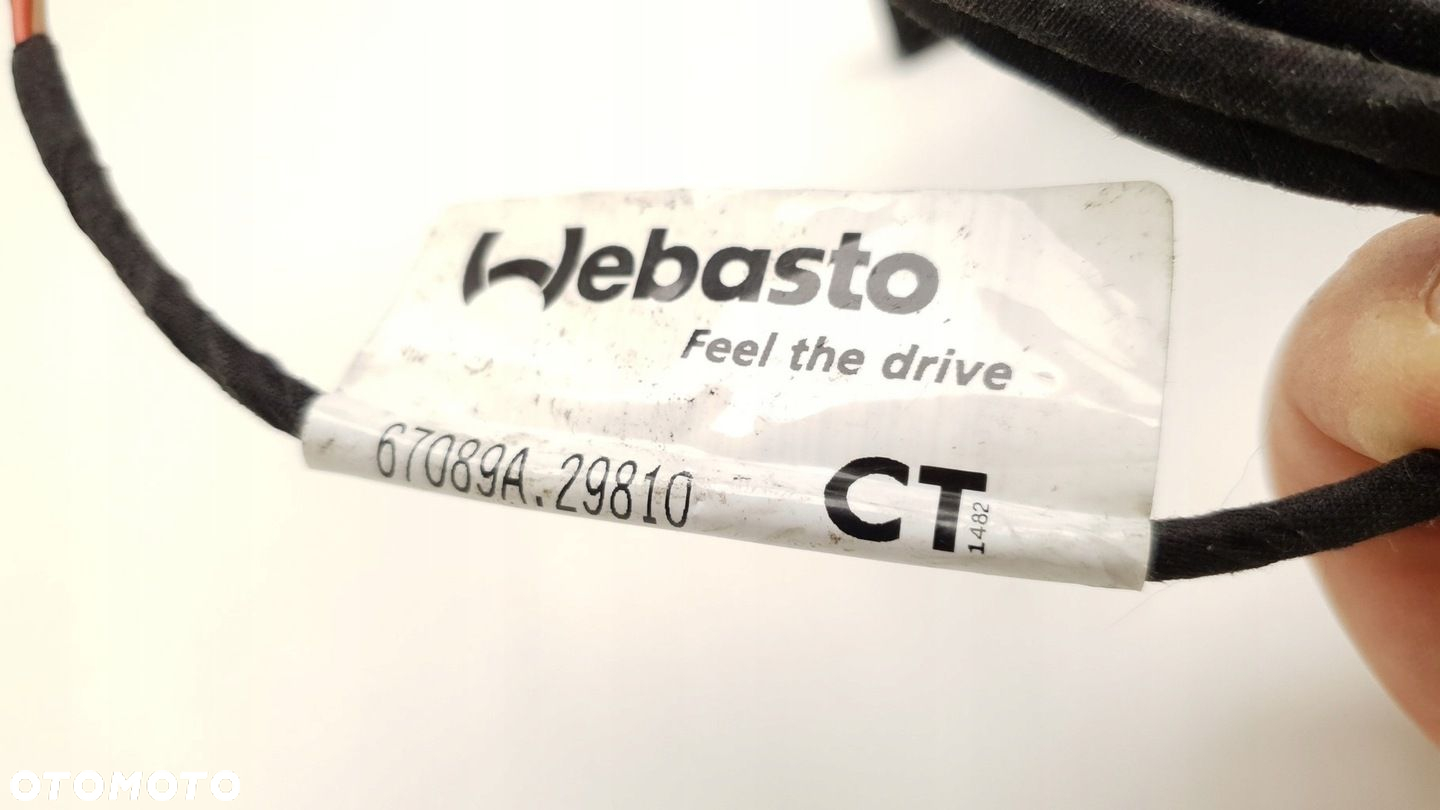 Webasto
Feel the drive
67089A.29810
CT
1482
OTOMOTO